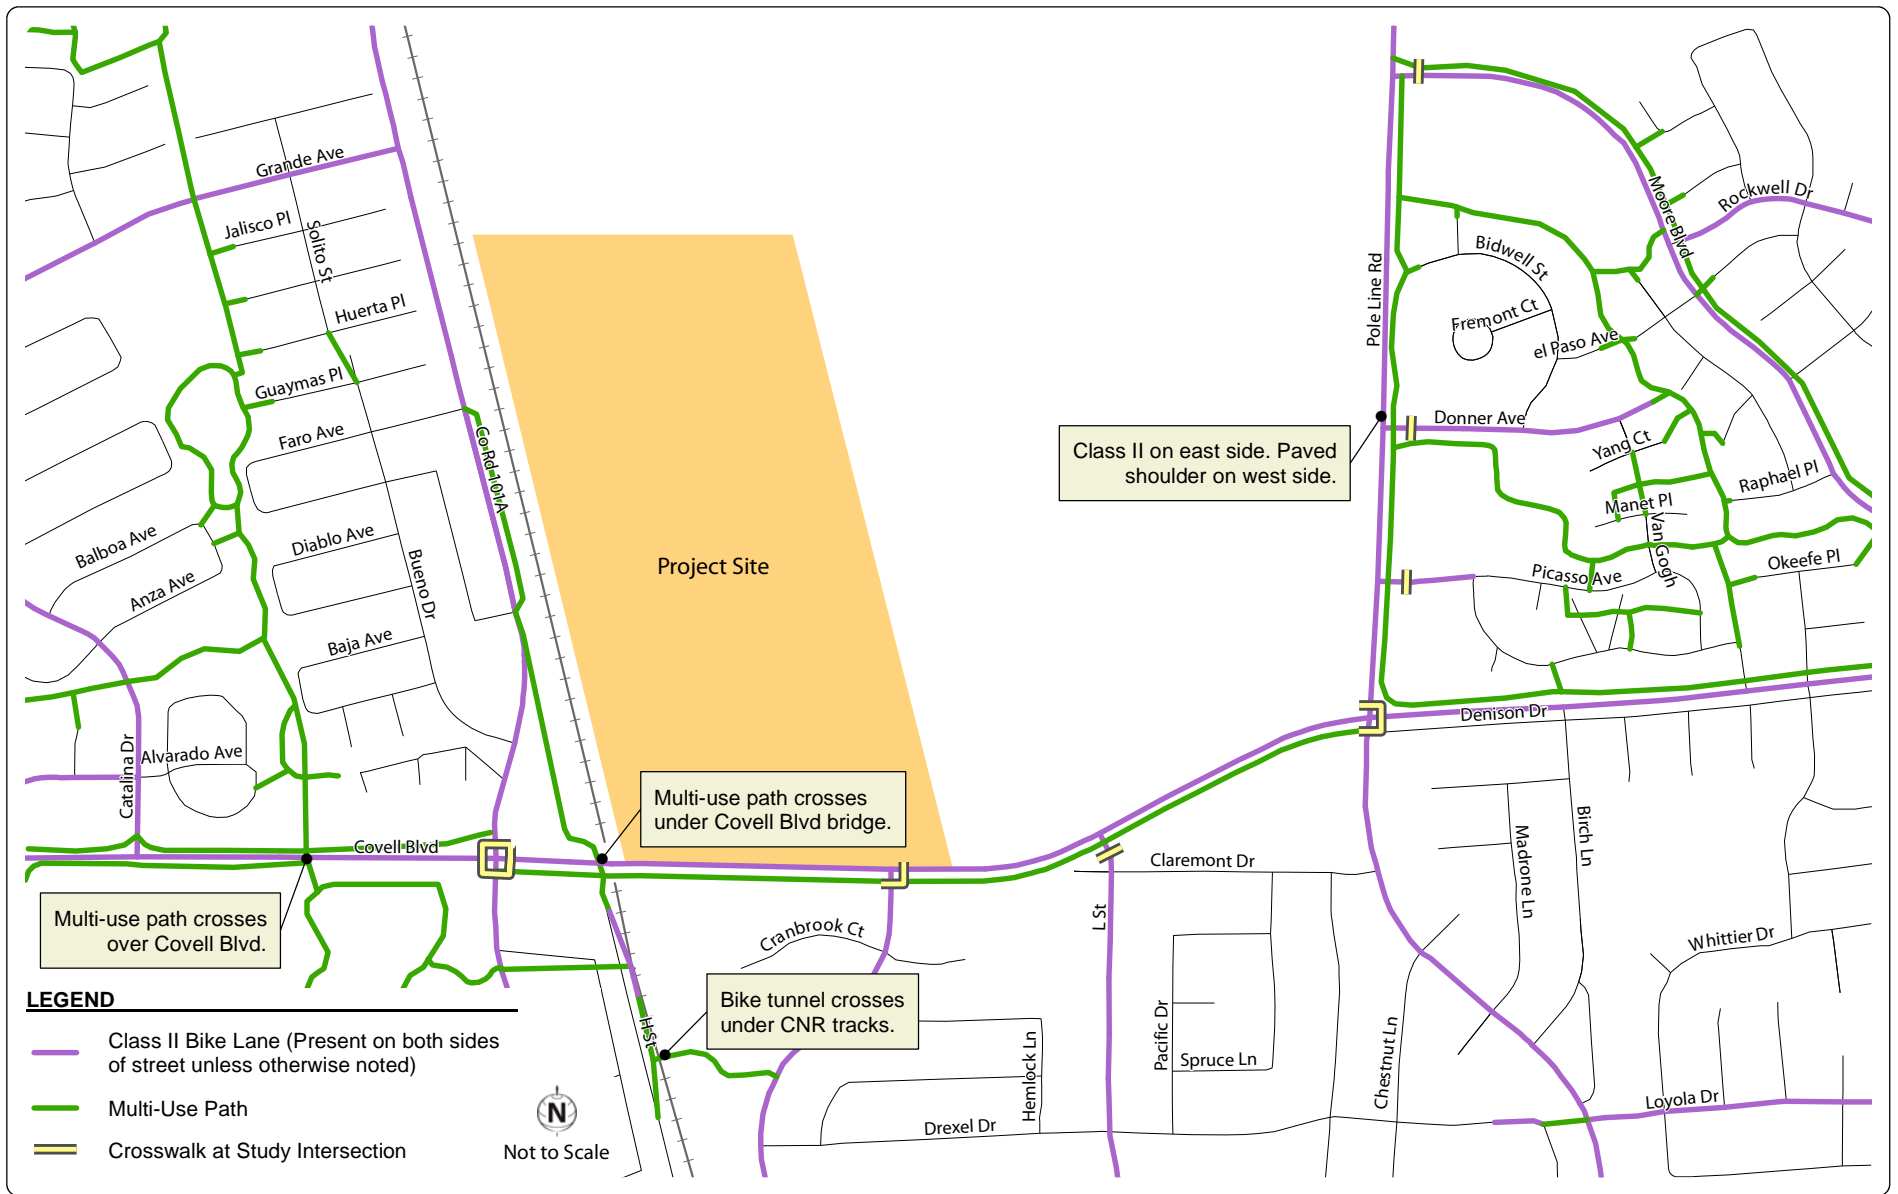 Grande Ave
Jalisco Pl
Solito St
Huerta Pl
Guaymas Pl
Faro Ave
Co Rd 101A
Balboa Ave
Anza Ave
Diablo Ave
Bueno Dr
Baja Ave
Catalina Dr
Alvarado Ave
Covell Blvd
Project Site
Pole Line Rd
Moore Blvd
Rockwell Dr
Bidwell St
Fremont Ct
el Paso Ave
Donner Ave
Yang Ct
Manet Pl
Raphael Pl
Van Gogh
Picasso Ave
Okeefe Pl
Denison Dr
Class II on east side. Paved
shoulder on west side.
Multi-use path crosses
under Covell Blvd bridge.
Multi-use path crosses
over Covell Blvd.
Bike tunnel crosses
under CNR tracks.
Claremont Dr
L St
Cranbrook Ct
H St
Hemlock Ln
Pacific Dr
Spruce Ln
Drexel Dr
Chestnut Ln
Madrone Ln
Birch Ln
Whittier Dr
Loyola Dr
LEGEND
Class II Bike Lane (Present on both sides
of street unless otherwise noted)
Multi-Use Path
Crosswalk at Study Intersection
N
Not to Scale